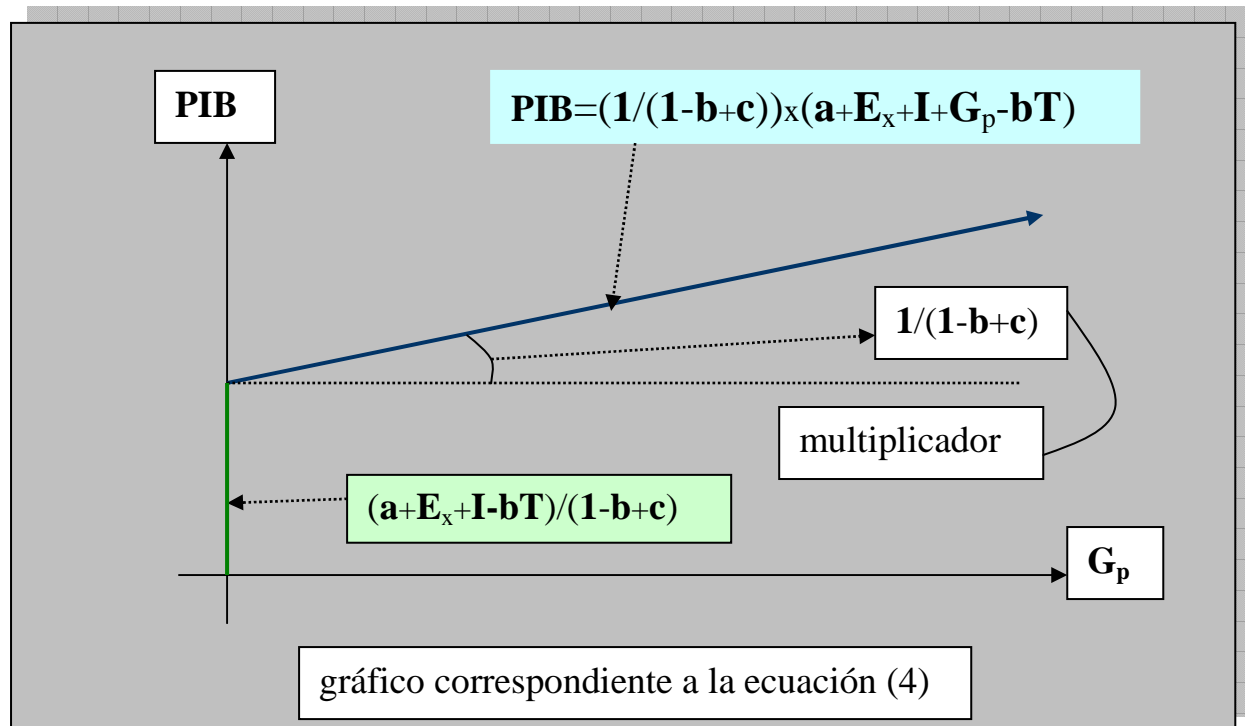 PIB
PIB=(1/(1-b+c))x(a+Ex+I+Gp-bT)
1/(1-b+c)
multiplicador
(a+Ex+I-bT)/(1-b+c)
Gp
gráfico correspondiente a la ecuación (4)